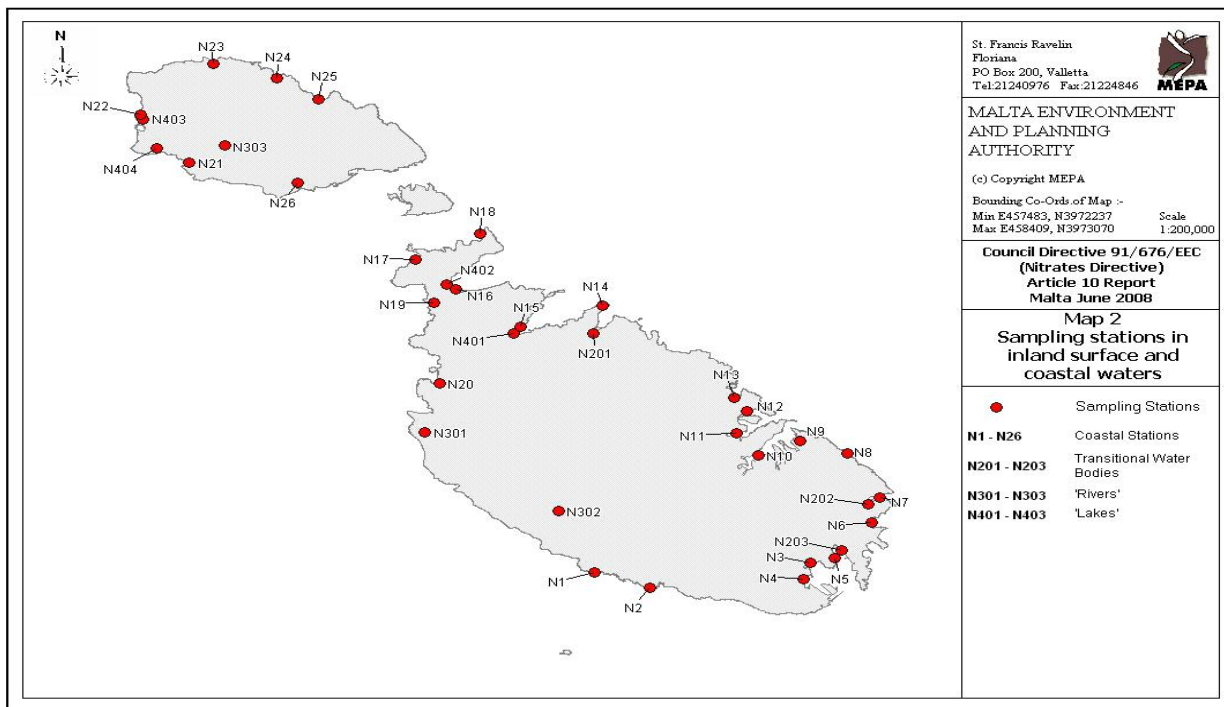 N
N23
N24
N25
N22
N403
N303
N404
N21
N26
N18
N17
N402
N16
N14
N19
N15
N401
N201
N20
N13
N12
N301
N11
N9
N10
N8
N202
N7
N302
N6
N203
N3
N1
N4
N5
N2
St. Francis Ravelin
Floriana
PO Box 200, Valletta
Tel:21240976 Fax:21224846
MEPA
MALTA ENVIRONMENT
AND PLANNING
AUTHORITY
(c) Copyright MEPA
Bounding Co-Ords.of Map :-
Min E457483, N3972237
Max E458409, N3973070
Scale
1:200,000
Council Directive 91/676/EEC
(Nitrates Directive)
Article 10 Report
Malta June 2008
Map 2
Sampling stations in
inland surface and
coastal waters
Sampling Stations
N1 - N26 Coastal Stations
N201 - N203 Transitional Water
Bodies
N301 - N303 'Rivers'
N401 - N403 'Lakes'